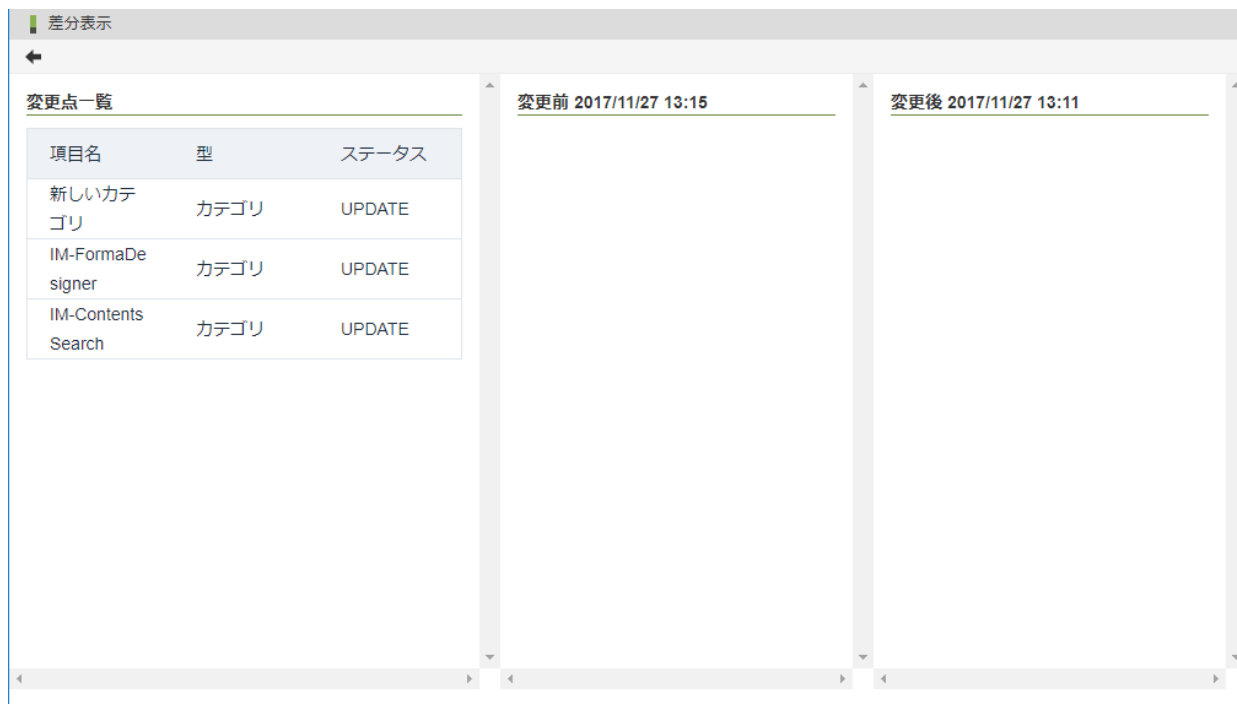 差分表示
変更点一覧
項目名 型 ステータス
新しいカテ
ゴリ
カテゴリ UPDATE
IM-FormaDe
signer
カテゴリ UPDATE
IM-Contents
Search
カテゴリ UPDATE
変更前 2017/11/27 13:15
変更後 2017/11/27 13:11